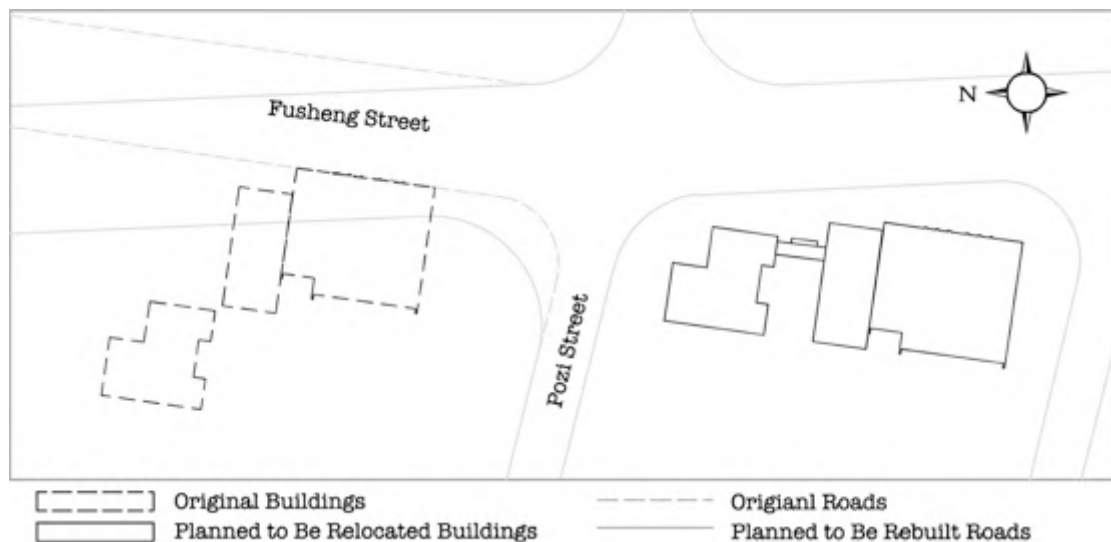 Fusheng Street
N
Pozi Street
Original Buildings
Origianl Roads
Planned to Be Relocated Buildings
Planned to Be Rebuilt Roads